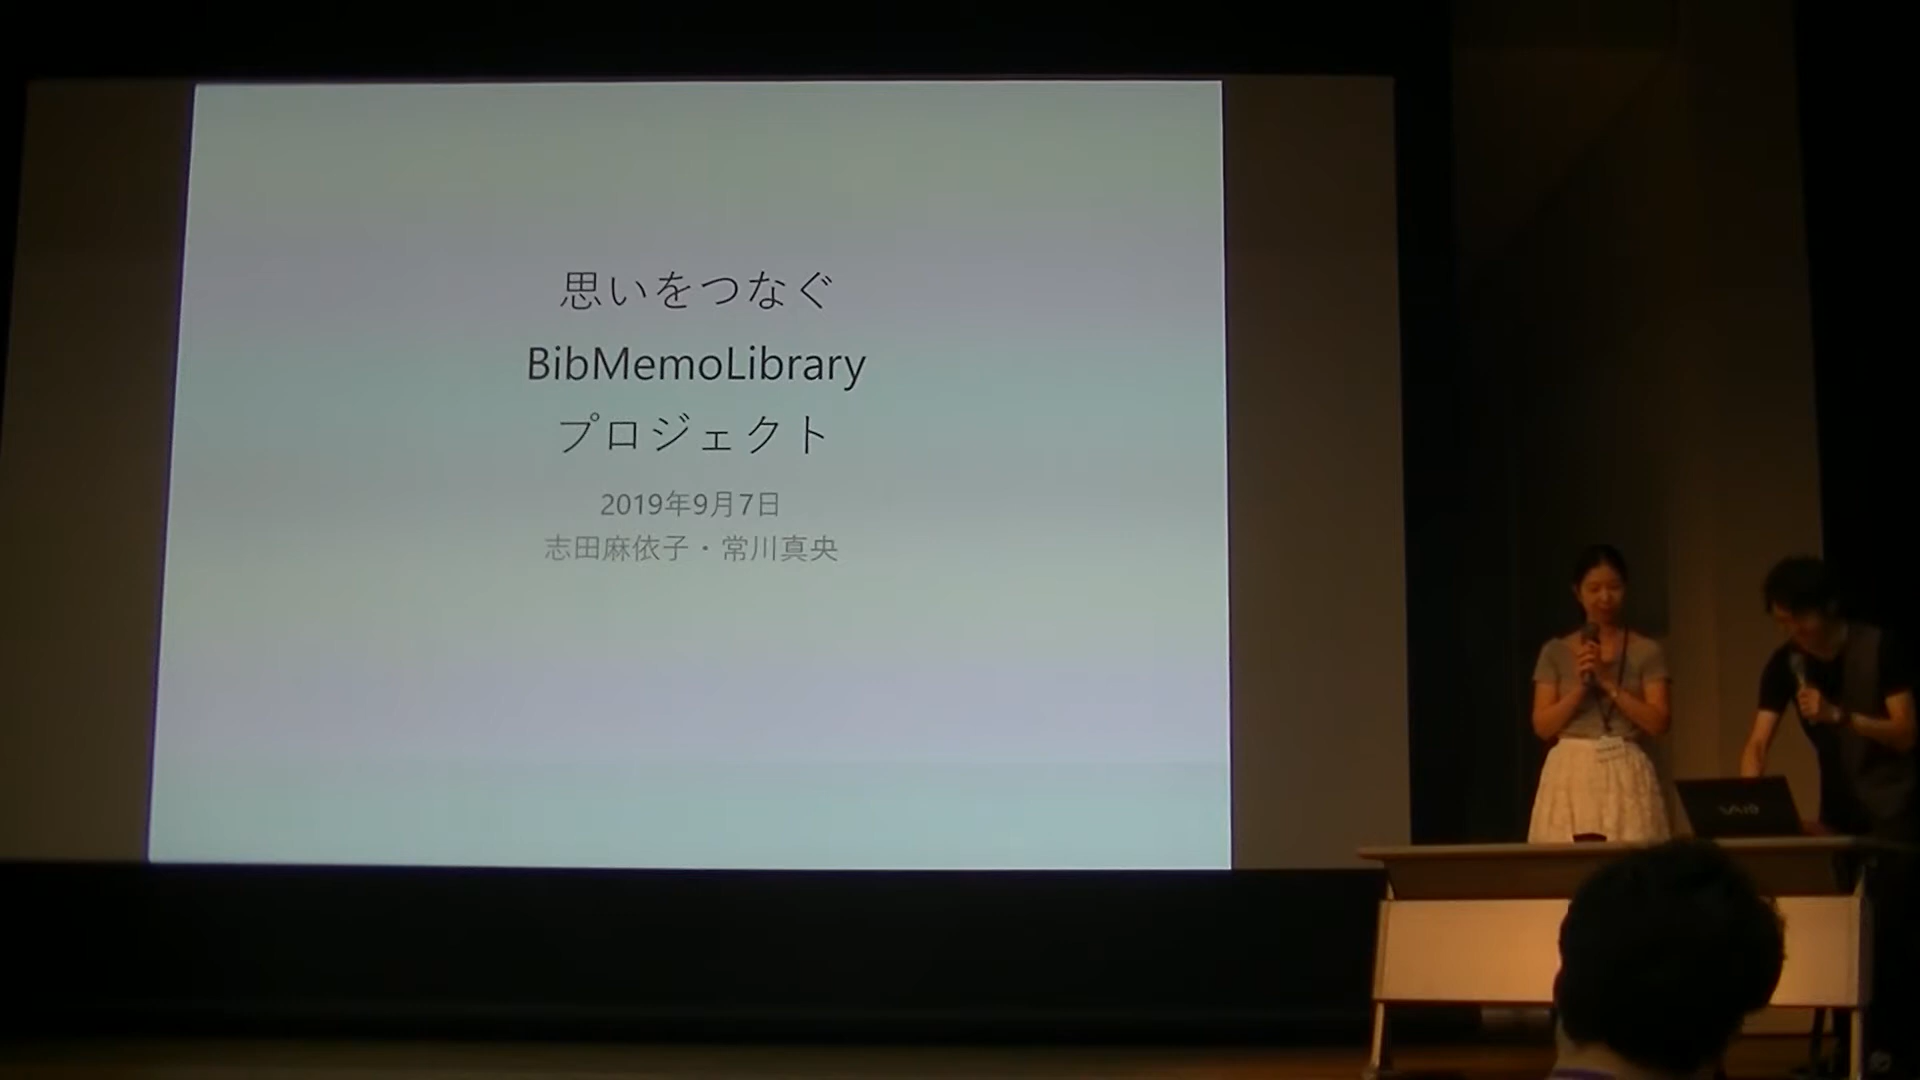 思いをつなぐ
BibMemoLibrary
プロジェクト
2019年9月7日
志田麻依子・常川真央
VAIO